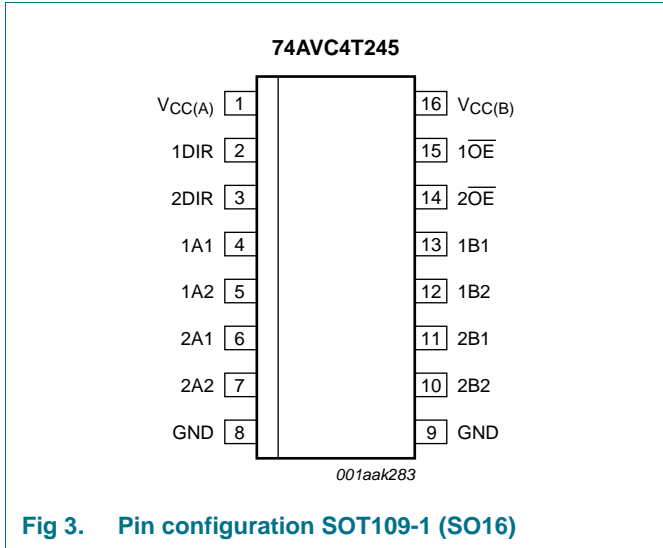 74AVC4T245
VCC(A) 1 16 VCC(B)
1DIR 2 15 1O̅E̅
2DIR 3 14 2O̅E̅
1A1 4 13 1B1
1A2 5 12 1B2
2A1 6 11 2B1
2A2 7 10 2B2
GND 8 9 GND
001aak283
Fig 3. Pin configuration SOT109-1 (SO16)